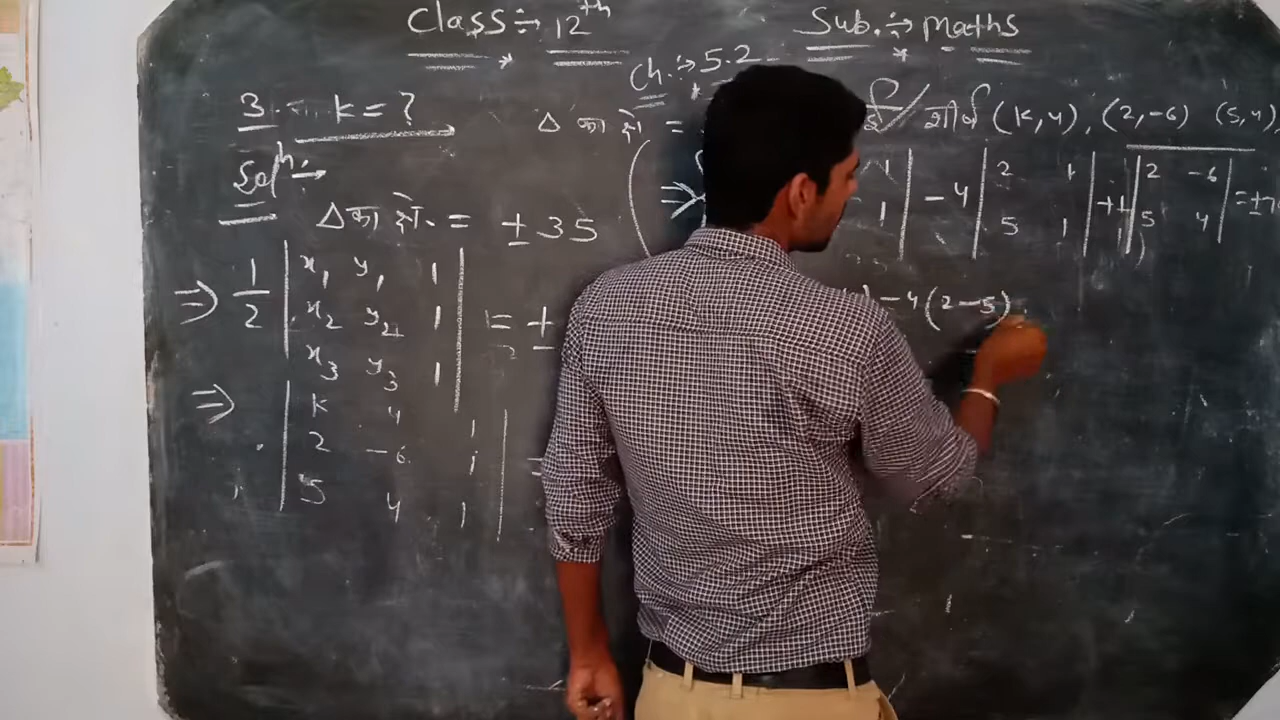 Class :→ 12th Sub. :→ Maths
Ch. :→ 5.2
3. K = ? Δ का क्षे. = शीर्ष (K, 4), (2, -6) (5, 4)
Solⁿ :→
⇒ 1 | - 4 | 2 1 | + 1 | 2 -6 | = ±
1 | | 5 1 | | 5 4 |
Δ का क्षे. = ± 35
- 4 (2 - 5)
⇒ 1/2 | x₁ y₁ 1 |
| x₂ y₂ 1 | = ±
| x₃ y₃ 1 |
⇒ | K 4 1 |
| 2 -6 1 | =
| 5 4 1 |